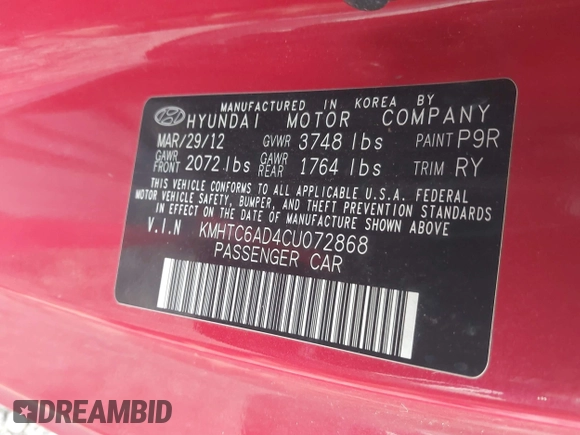 MANUFACTURED IN KOREA BY
HYUNDAI MOTOR COMPANY
MAR/29/12 GVWR 3748 lbs PAINT P9R
GAWR FRONT 2072 lbs GAWR REAR 1764 lbs TRIM RY
THIS VEHICLE CONFORMS TO ALL APPLICABLE U.S.A. FEDERAL
MOTOR VEHICLE SAFETY, BUMPER, AND THEFT PREVENTION STANDARDS
IN EFFECT ON THE DATE OF MANUFACTURE SHOWN ABOVE
V.I.N KMHTC6AD4CU072868
PASSENGER CAR
DREAMBID